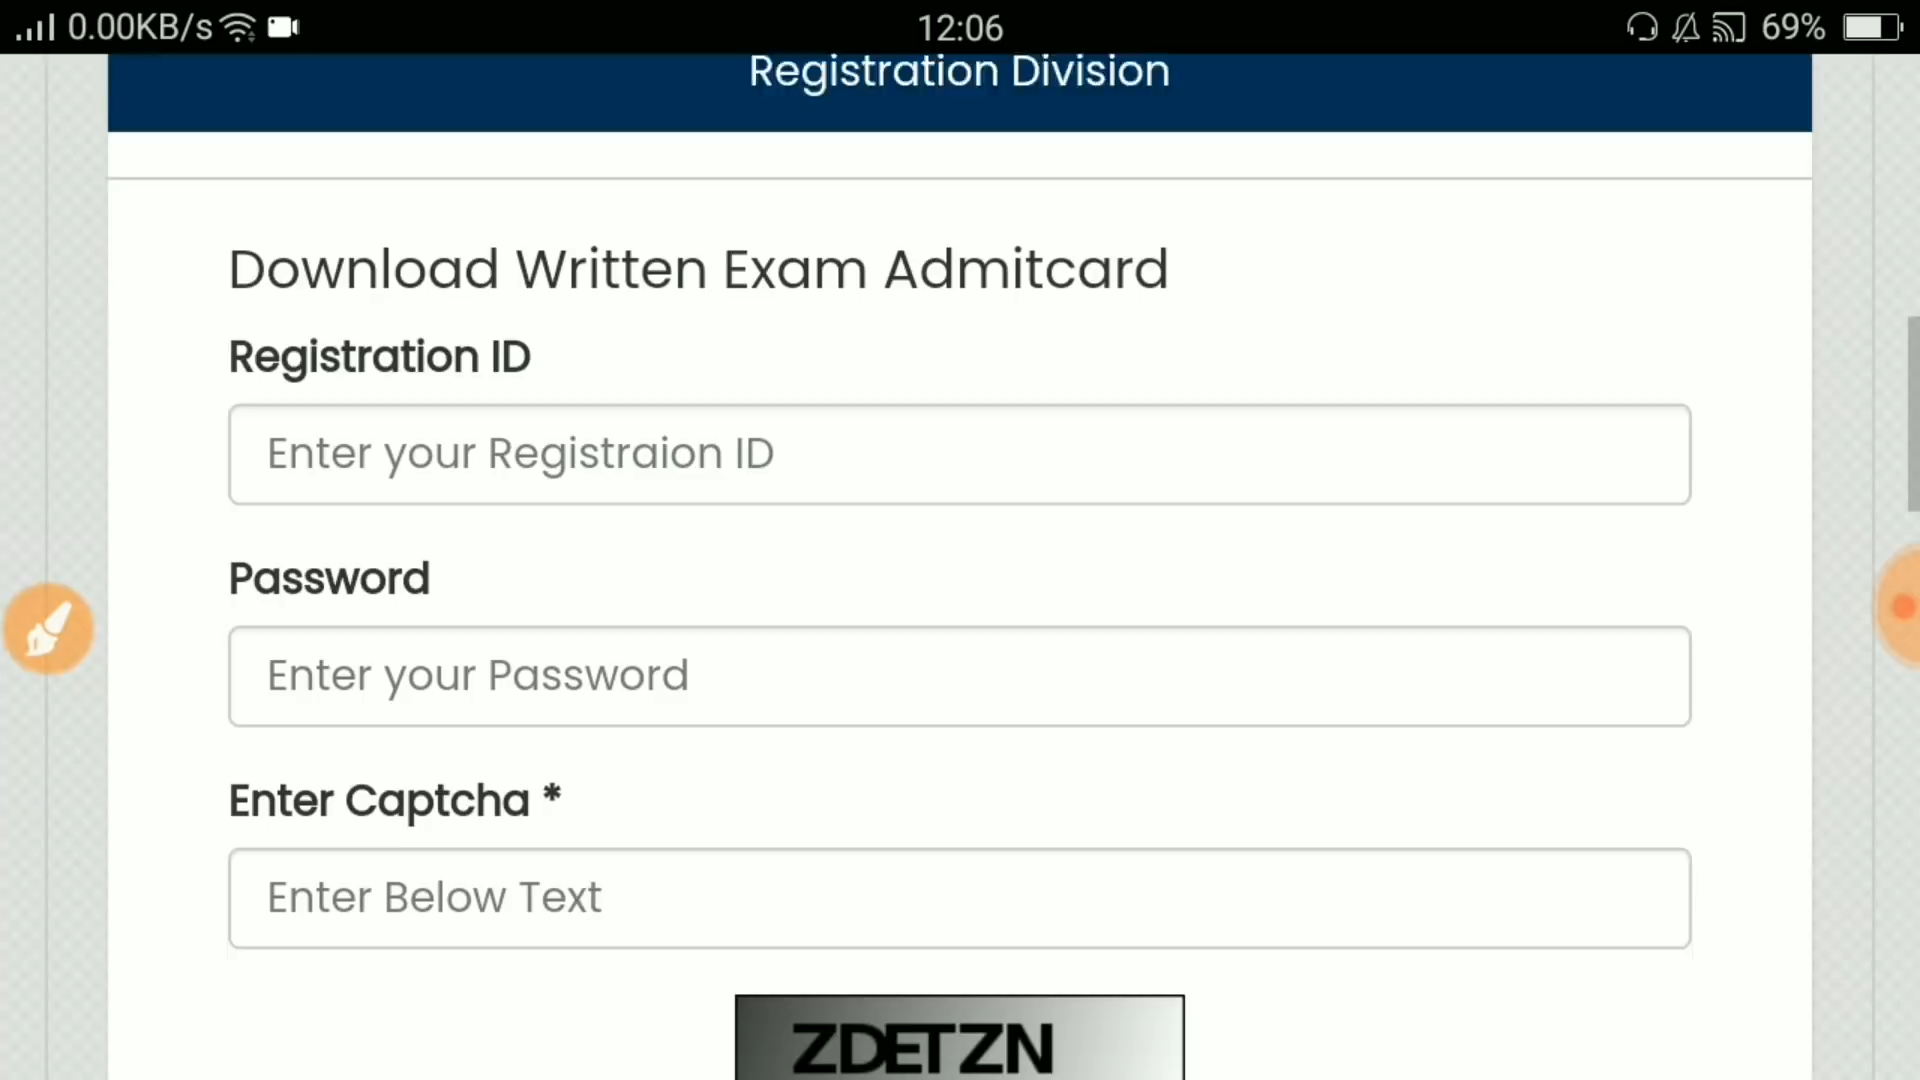 0.00KB/s 12:06 69%
Registration Division
Download Written Exam Admitcard
Registration ID
Enter your Registraion ID
Password
Enter your Password
Enter Captcha *
Enter Below Text
ZDETZN